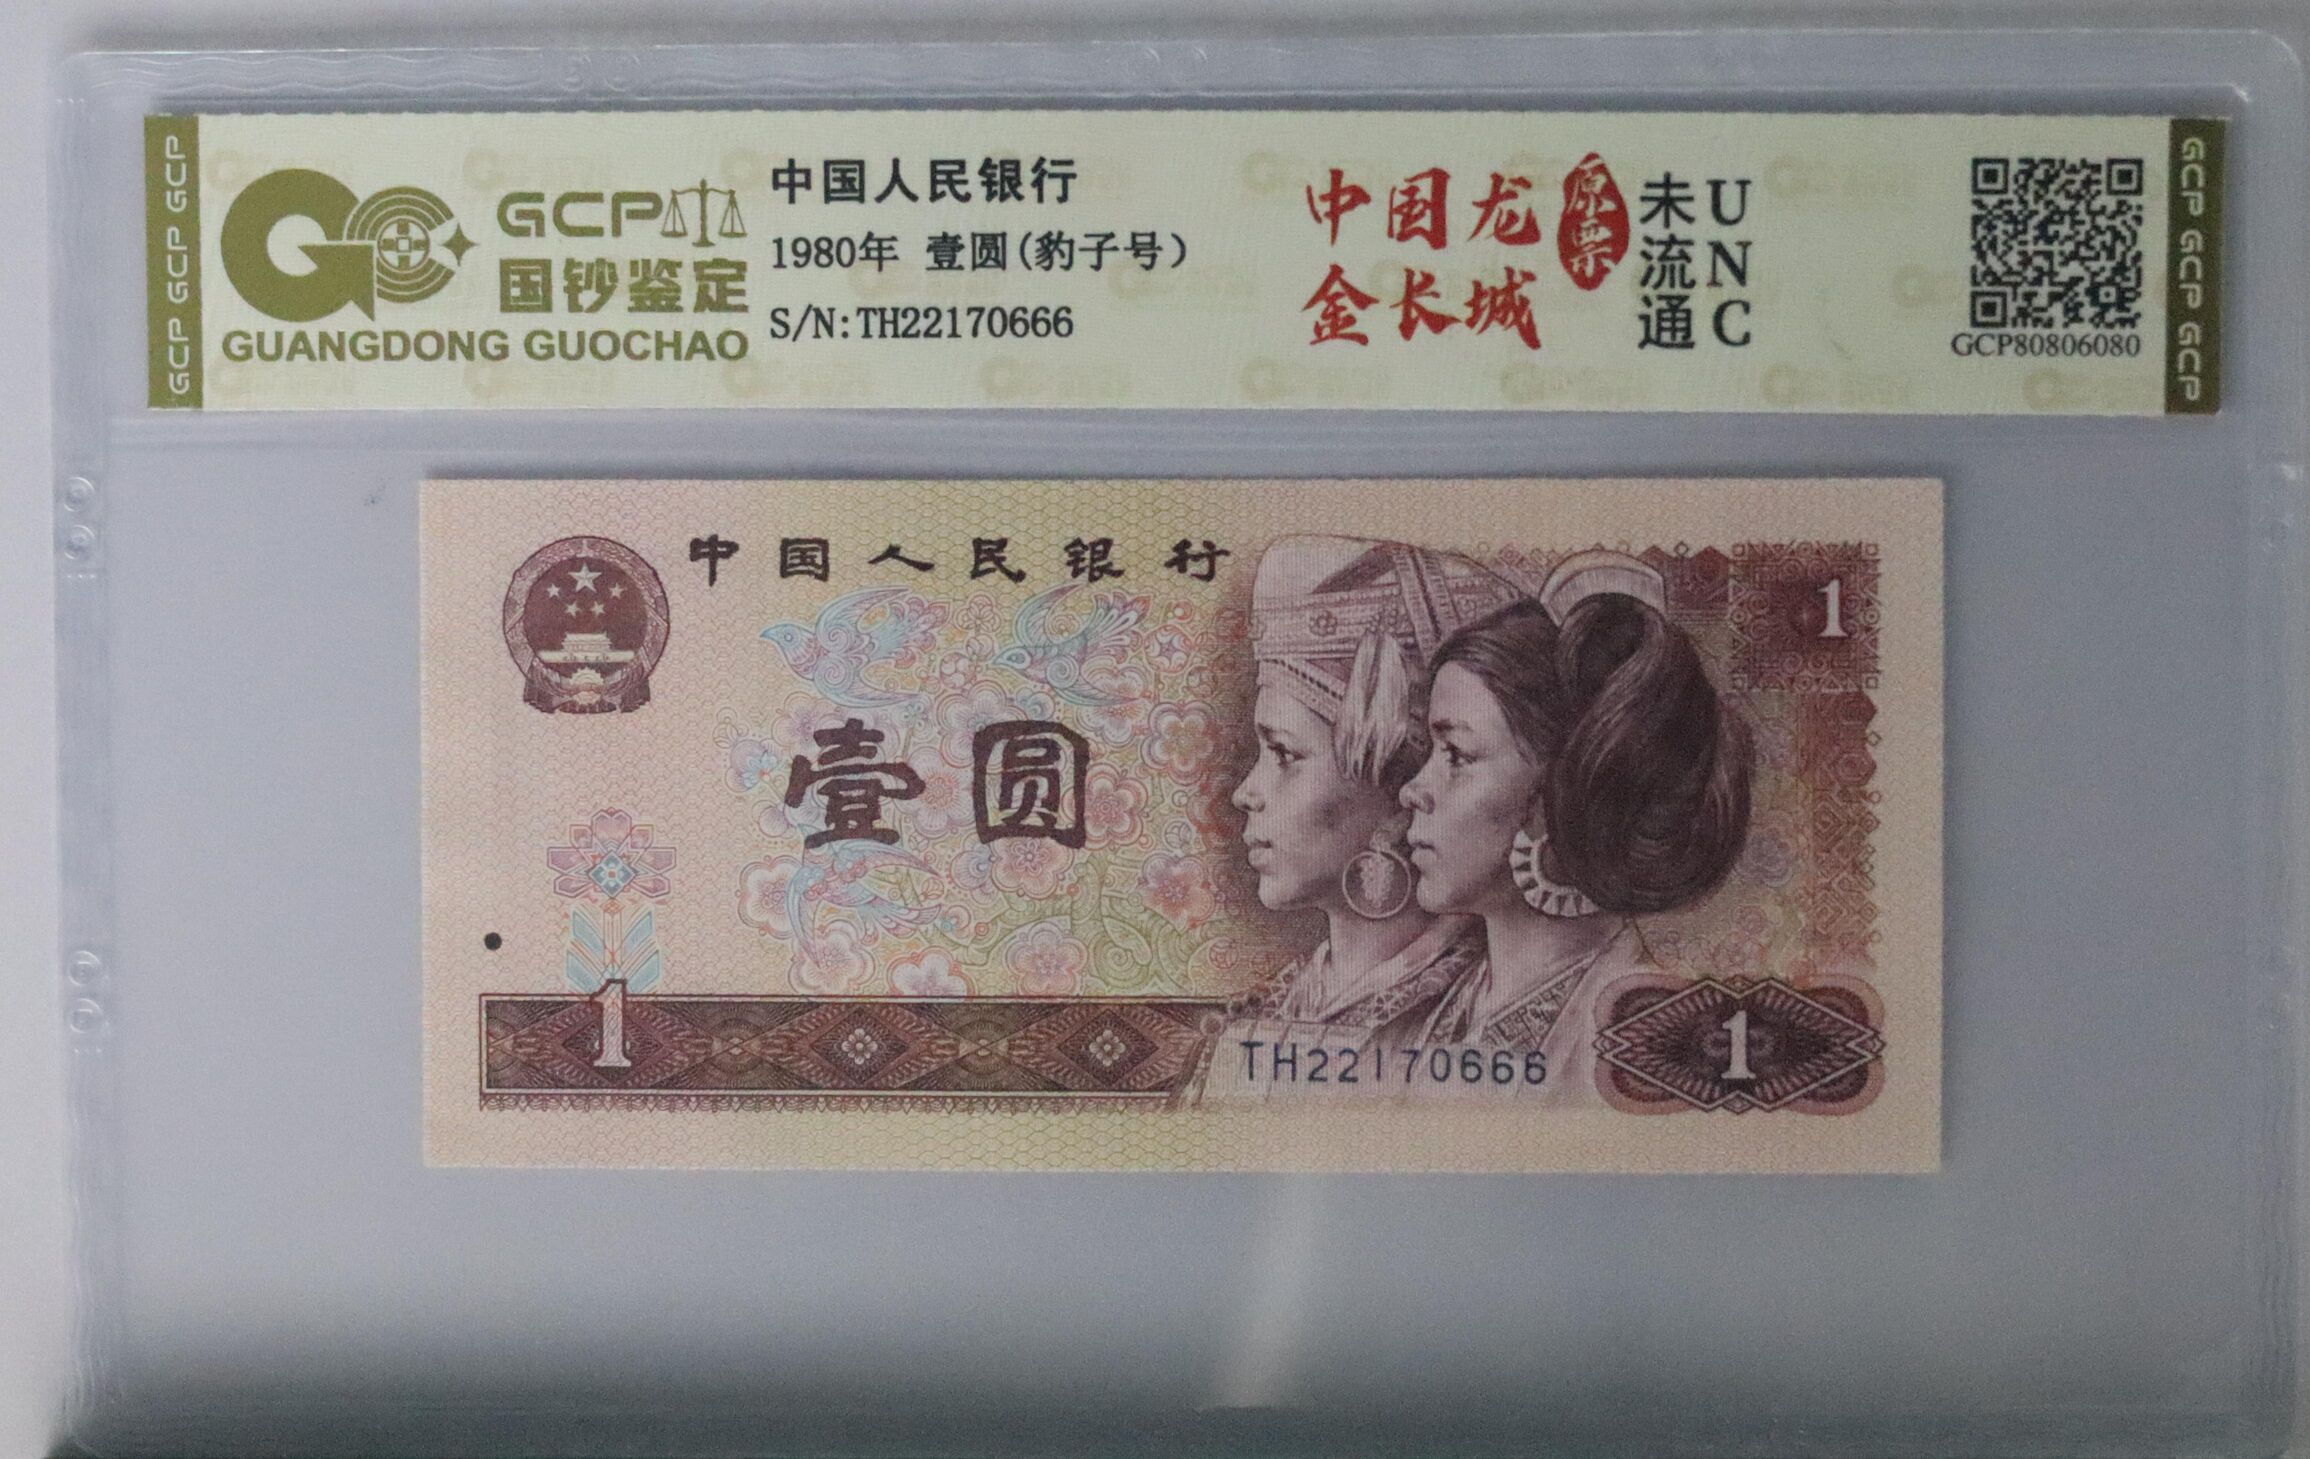 GCP GCP GCP
GCP
国钞鉴定
GUANGDONG GUOCHAO
中国人民银行
1980年 壹圆(豹子号)
S/N:TH22170666
中国龙
金长城
原票
未流通
UNC
GCP80806080
GCP GCP GCP
中国人民银行
1
壹圆
1
TH22170666
1